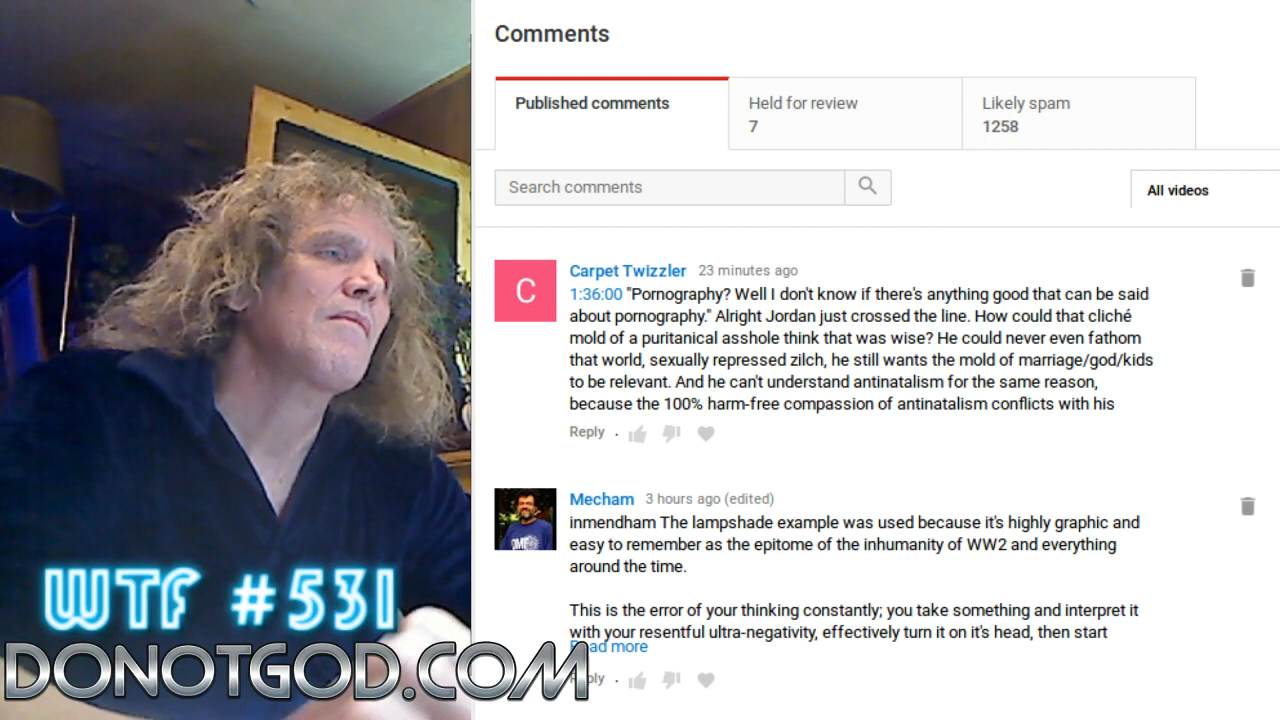 Comments
Published comments
Held for review
7
Likely spam
1258
Search comments
All videos
C
Carpet Twizzler 23 minutes ago
1:36:00 "Pornography? Well I don't know if there's anything good that can be said
about pornography." Alright Jordan just crossed the line. How could that cliché
mold of a puritanical asshole think that was wise? He could never even fathom
that world, sexually repressed zilch, he still wants the mold of marriage/god/kids
to be relevant. And he can't understand antinatalism for the same reason,
because the 100% harm-free compassion of antinatalism conflicts with his
Reply .
Mecham 3 hours ago (edited)
inmendham The lampshade example was used because it's highly graphic and
easy to remember as the epitome of the inhumanity of WW2 and everything
around the time.
This is the error of your thinking constantly; you take something and interpret it
with your resentful ultra-negativity, effectively turn it on it's head, then start
Read more
Reply .
WTF #531
DONOTGOD.COM